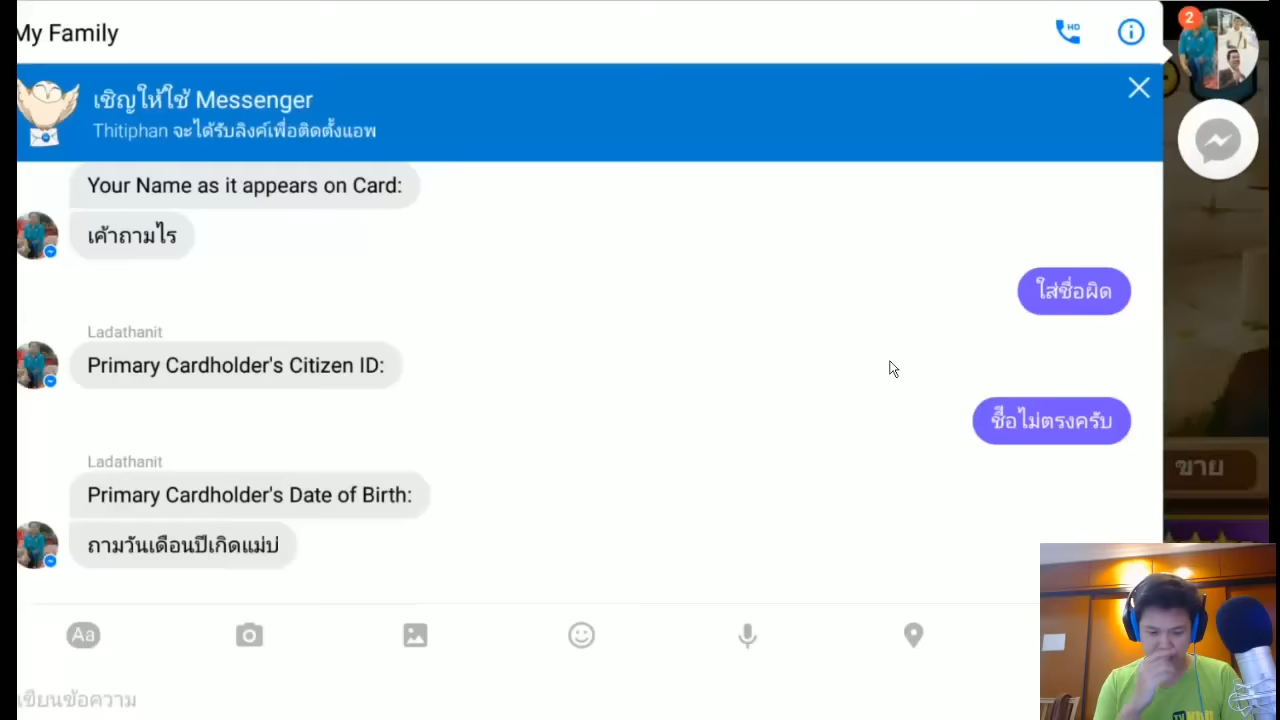 My Family
HD
2
เชิญให้ใช้ Messenger
Thitiphan จะได้รับลิงค์เพื่อติดตั้งแอพ
Your Name as it appears on Card:
เค้าถามไร
ใส่ชื่อผิด
Ladathanit
Primary Cardholder's Citizen ID:
ชื่อไม่ตรงครับ
Ladathanit
Primary Cardholder's Date of Birth:
ถามวันเดือนปีเกิดแม่บ่
ขาย
Aa
เขียนข้อความ